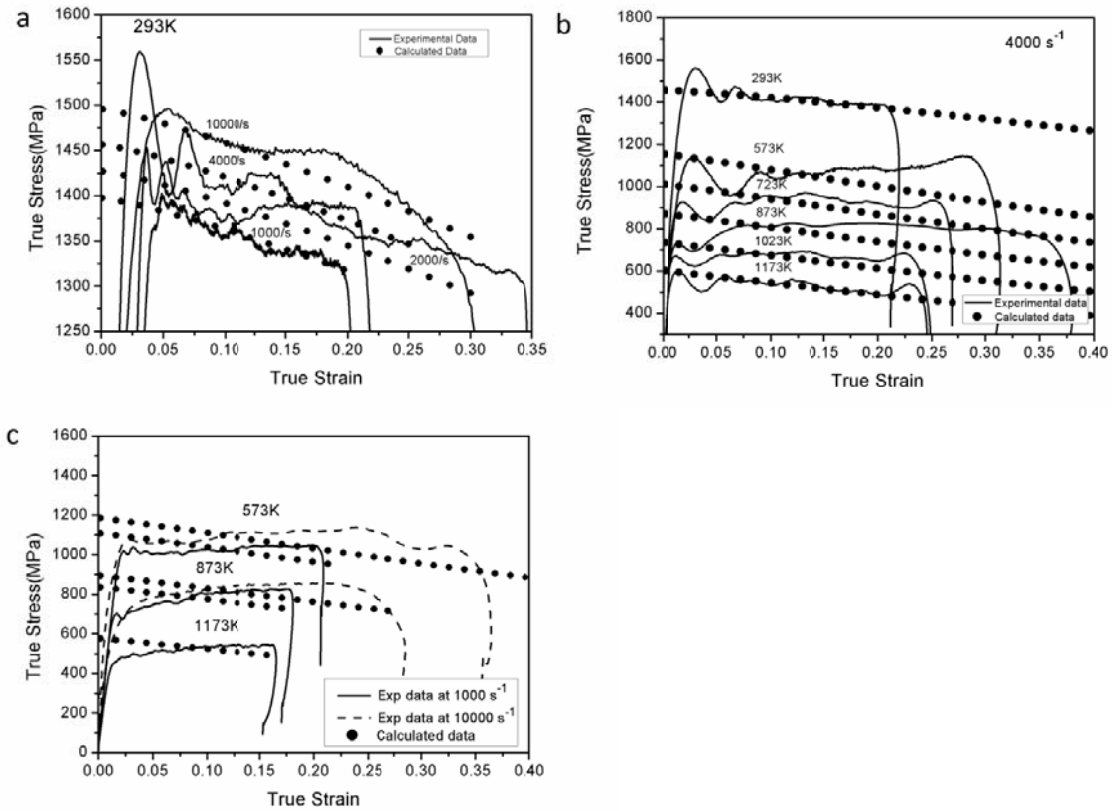 a
293K
Experimental Data
Calculated Data
10000/s
4000/s
1000/s
2000/s
1600
1550
1500
1450
1400
1350
1300
1250
True Stress(MPa)
0.00 0.05 0.10 0.15 0.20 0.25 0.30 0.35
True Strain
b
4000 s⁻¹
293K
573K
723K
873K
1023K
1173K
Experimental data
Calculated data
1800
1600
1400
1200
1000
800
600
400
True Stress(MPa)
0.00 0.05 0.10 0.15 0.20 0.25 0.30 0.35 0.40
True Strain
c
573K
873K
1173K
Exp data at 1000 s⁻¹
Exp data at 10000 s⁻¹
Calculated data
1600
1400
1200
1000
800
600
400
200
0
True Stress(MPa)
0.00 0.05 0.10 0.15 0.20 0.25 0.30 0.35 0.40
True Strain